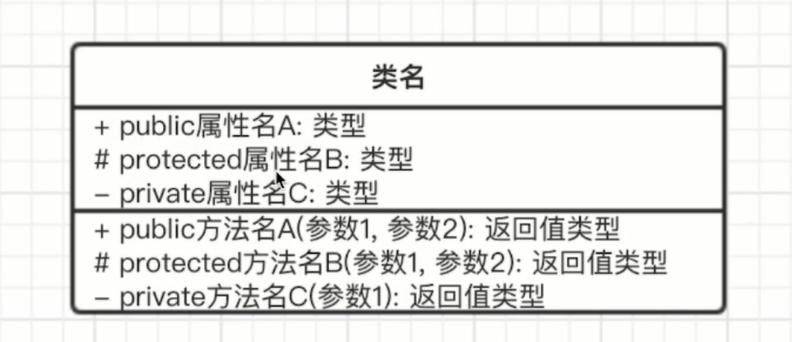 类名
+ public属性名A: 类型
# protected属性名B: 类型
– private属性名C: 类型
+ public方法名A(参数1, 参数2): 返回值类型
# protected方法名B(参数1, 参数2): 返回值类型
– private方法名C(参数1): 返回值类型